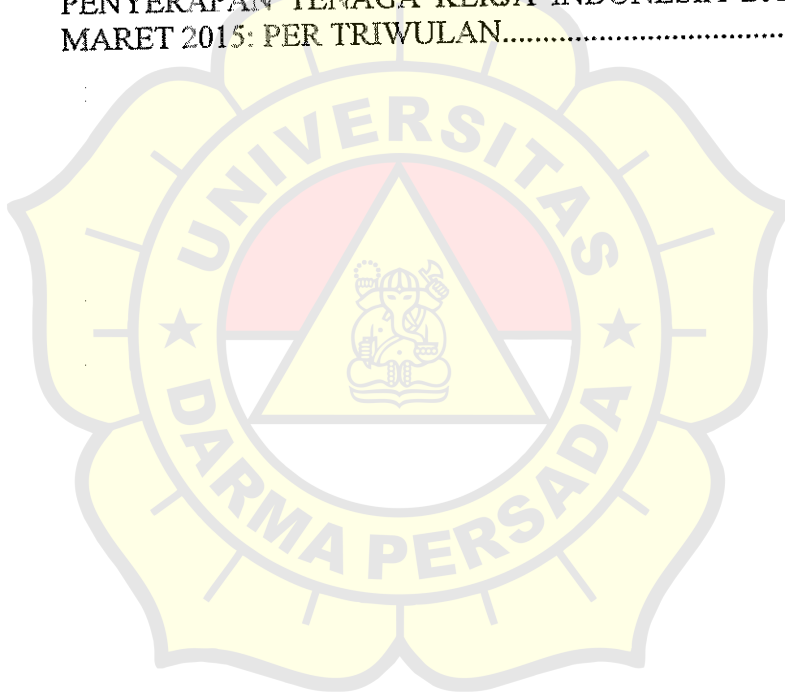 PENYERAPAN TENAGA KERJA INDONESIA
MARET 2015: PER TRIWULAN....................................
UNIVERSITAS
DARMA PERSADA